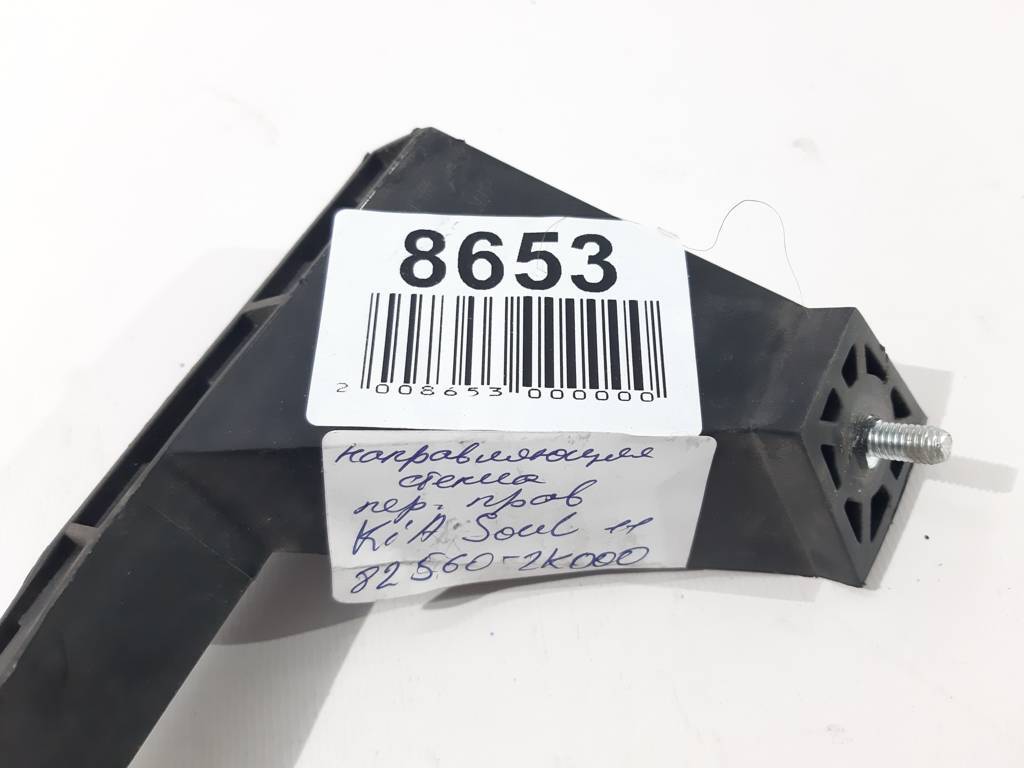 8653
2 008653 000000
направляющая
стекла
пер. прав
KiA Soul 11
82560-2K000